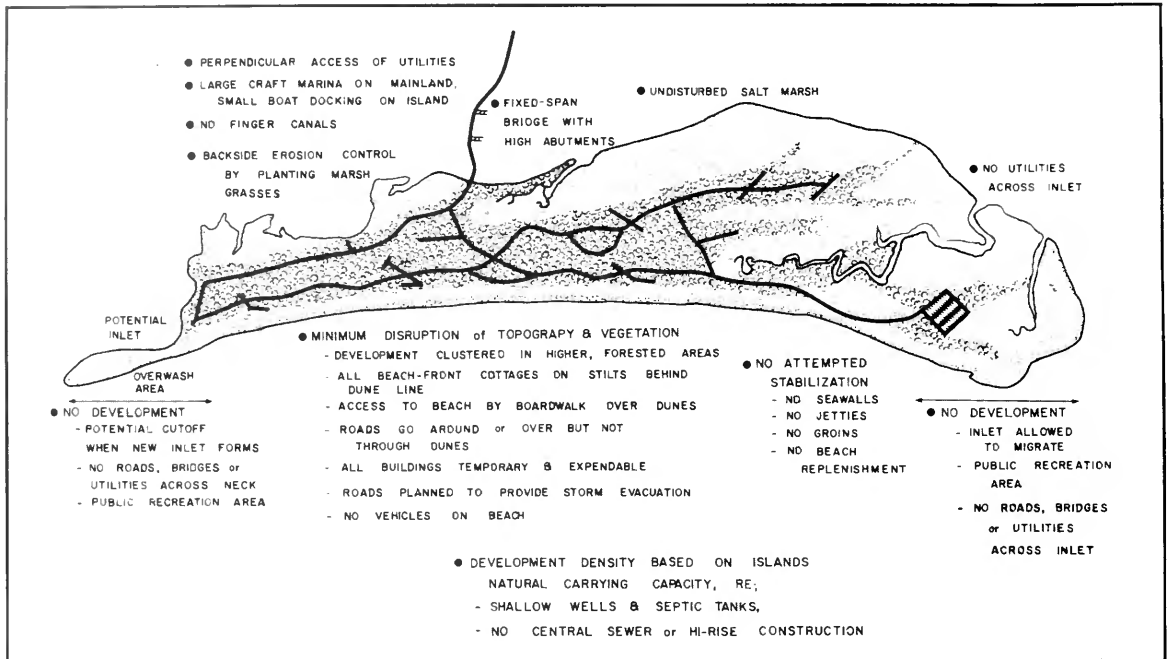 ● PERPENDICULAR ACCESS OF UTILITIES
● LARGE CRAFT MARINA ON MAINLAND,
SMALL BOAT DOCKING ON ISLAND
● NO FINGER CANALS
● BACKSIDE EROSION CONTROL
BY PLANTING MARSH
GRASSES
● FIXED-SPAN
BRIDGE WITH
HIGH ABUTMENTS
● UNDISTURBED SALT MARSH
● NO UTILITIES
ACROSS INLET
POTENTIAL
INLET
OVERWASH
AREA
● NO DEVELOPMENT
- POTENTIAL CUTOFF
WHEN NEW INLET FORMS
- NO ROADS, BRIDGES or
UTILITIES ACROSS NECK
- PUBLIC RECREATION AREA
● MINIMUM DISRUPTION of TOPOGRAPY & VEGETATION
- DEVELOPMENT CLUSTERED IN HIGHER, FORESTED AREAS
- ALL BEACH-FRONT COTTAGES ON STILTS BEHIND
DUNE LINE
- ACCESS TO BEACH BY BOARDWALK OVER DUNES
- ROADS GO AROUND or OVER BUT NOT
THROUGH DUNES
- ALL BUILDINGS TEMPORARY & EXPENDABLE
- ROADS PLANNED TO PROVIDE STORM EVACUATION
- NO VEHICLES ON BEACH
● NO ATTEMPTED
STABILIZATION
- NO SEAWALLS
- NO JETTIES
- NO GROINS
- NO BEACH
REPLENISHMENT
● NO DEVELOPMENT
- INLET ALLOWED
TO MIGRATE
- PUBLIC RECREATION
AREA
- NO ROADS, BRIDGES
or UTILITIES
ACROSS INLET
● DEVELOPMENT DENSITY BASED ON ISLANDS
NATURAL CARRYING CAPACITY, RE;
- SHALLOW WELLS & SEPTIC TANKS,
- NO CENTRAL SEWER or HI-RISE CONSTRUCTION